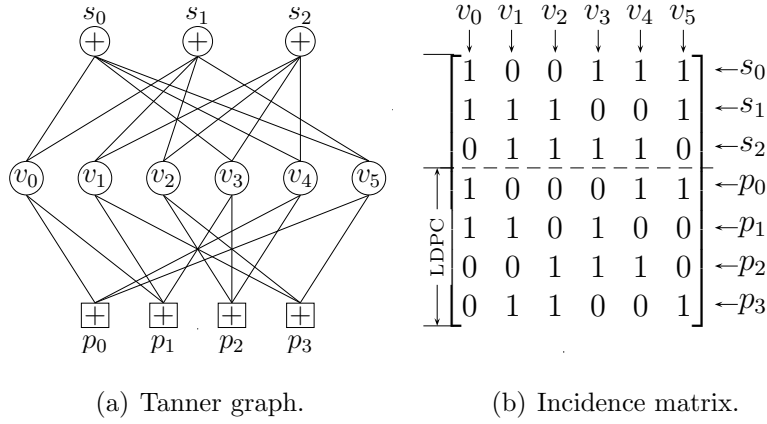 s0 s1 s2
+ + +
v0 v1 v2 v3 v4 v5
+ + + +
p0 p1 p2 p3
(a) Tanner graph.
v0 v1 v2 v3 v4 v5
1 0 0 1 1 1 s0
1 1 1 0 0 1 s1
0 1 1 1 1 0 s2
1 0 0 0 1 1 p0
1 1 0 1 0 0 p1
0 0 1 1 1 0 p2
0 1 1 0 0 1 p3
LDPC
(b) Incidence matrix.